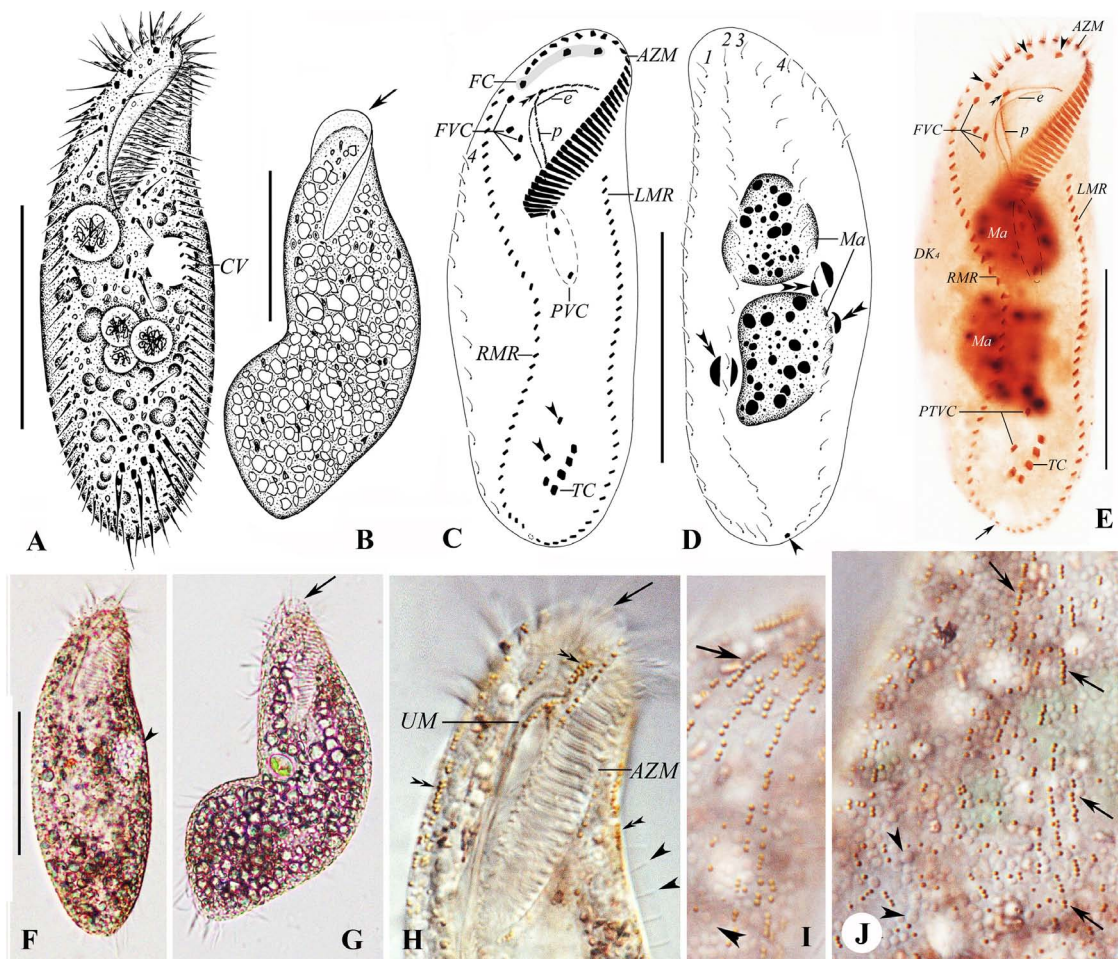 A
CV
B
FC
FVC
4
e
p
AZM
LMR
PVC
RMR
TC
C
1
2
3
4
Ma
D
AZM
e
FVC
p
LMR
Ma
DK₄
RMR
Ma
PTVC
TC
E
F
G
UM
AZM
H
I
J